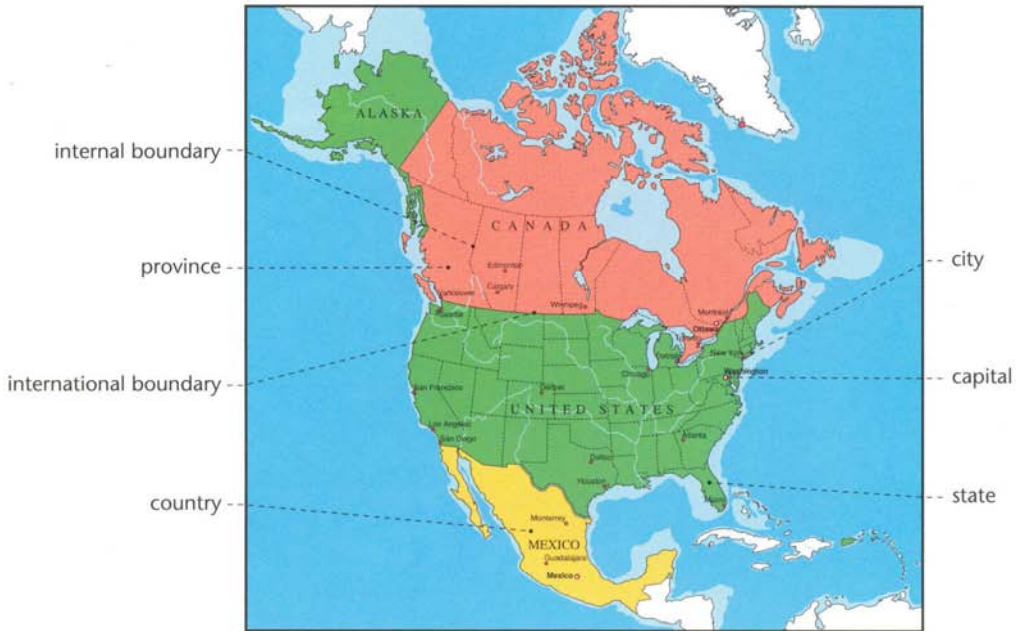 ALASKA
internal boundary
CANADA
province
city
Edmonton
Calgary
Vancouver
Winnipeg
Montreal
Seattle
Ottawa
Toronto
Detroit
New York
international boundary
Chicago
Washington
capital
San Francisco
Denver
UNITED STATES
Los Angeles
San Diego
Atlanta
Dallas
Houston
state
Miami
country
Monterrey
MEXICO
Guadalajara
Mexico